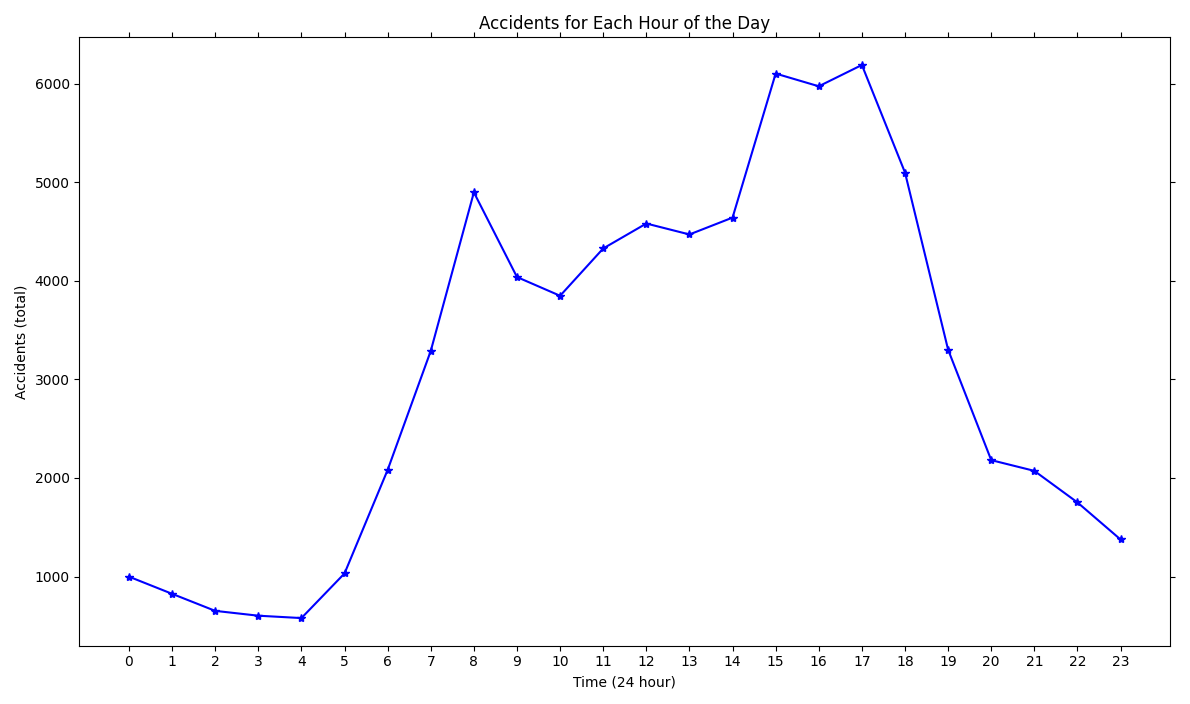 Accidents for Each Hour of the Day
6000
5000
4000
3000
2000
1000
Accidents (total)
0 1 2 3 4 5 6 7 8 9 10 11 12 13 14 15 16 17 18 19 20 21 22 23
Time (24 hour)